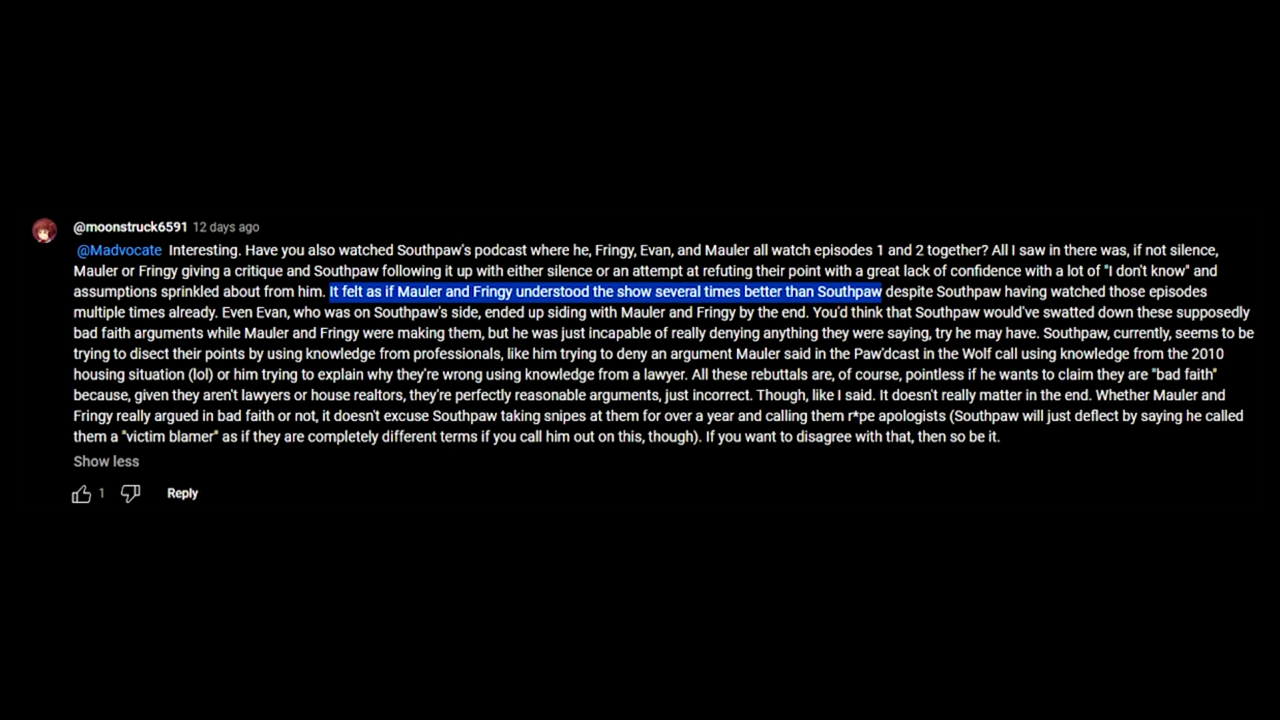 @moonstruck6591 12 days ago
@Madvocate Interesting. Have you also watched Southpaw's podcast where he, Fringy, Evan, and Mauler all watch episodes 1 and 2 together? All I saw in there was, if not silence,
Mauler or Fringy giving a critique and Southpaw following it up with either silence or an attempt at refuting their point with a great lack of confidence with a lot of "I don't know" and
assumptions sprinkled about from him. It felt as if Mauler and Fringy understood the show several times better than Southpaw despite Southpaw having watched those episodes
multiple times already. Even Evan, who was on Southpaw's side, ended up siding with Mauler and Fringy by the end. You'd think that Southpaw would've swatted down these supposedly
bad faith arguments while Mauler and Fringy were making them, but he was just incapable of really denying anything they were saying, try he may have. Southpaw, currently, seems to be
trying to disect their points by using knowledge from professionals, like him trying to deny an argument Mauler said in the Paw'dcast in the Wolf call using knowledge from the 2010
housing situation (lol) or him trying to explain why they're wrong using knowledge from a lawyer. All these rebuttals are, of course, pointless if he wants to claim they are "bad faith"
because, given they aren't lawyers or house realtors, they're perfectly reasonable arguments, just incorrect. Though, like I said. It doesn't really matter in the end. Whether Mauler and
Fringy really argued in bad faith or not, it doesn't excuse Southpaw taking snipes at them for over a year and calling them r*pe apologists (Southpaw will just deflect by saying he called
them a "victim blamer" as if they are completely different terms if you call him out on this, though). If you want to disagree with that, then so be it.
Show less
1 Reply